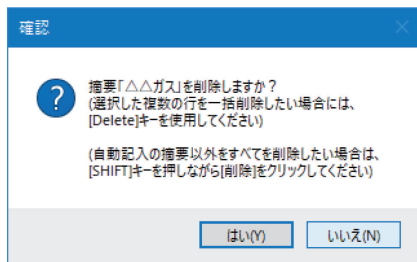 確認
摘要「△△ガス」を削除しますか？
(選択した複数の行を一括削除したい場合には、
[Delete]キーを使用してください)
(自動記入の摘要以外をすべてを削除したい場合は、
[SHIFT]キーを押しながら[削除]をクリックしてください)
はい(Y)
いいえ(N)